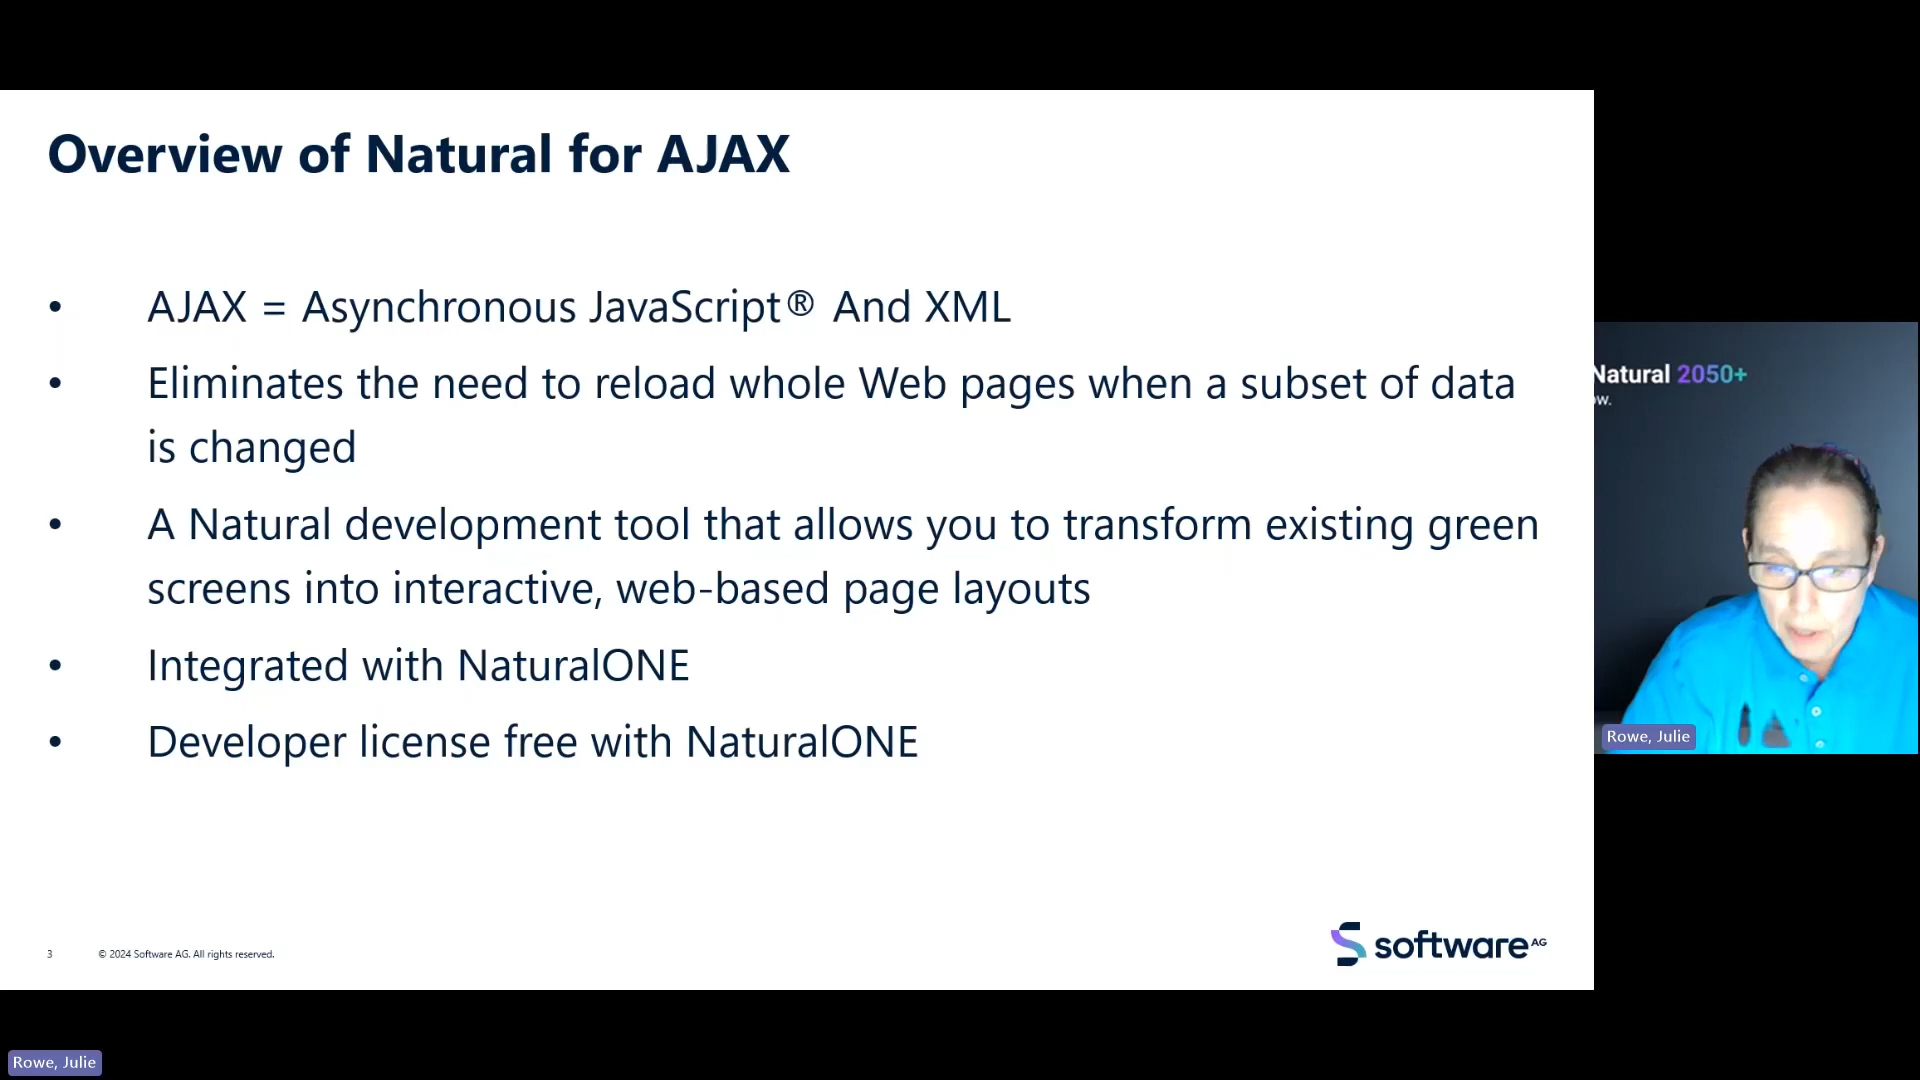 Overview of Natural for AJAX
• AJAX = Asynchronous JavaScript® And XML
• Eliminates the need to reload whole Web pages when a subset of data
is changed
• A Natural development tool that allows you to transform existing green
screens into interactive, web-based page layouts
• Integrated with NaturalONE
• Developer license free with NaturalONE
3 © 2024 Software AG. All rights reserved.
software AG
Natural 2050+
ow.
Rowe, Julie
Rowe, Julie